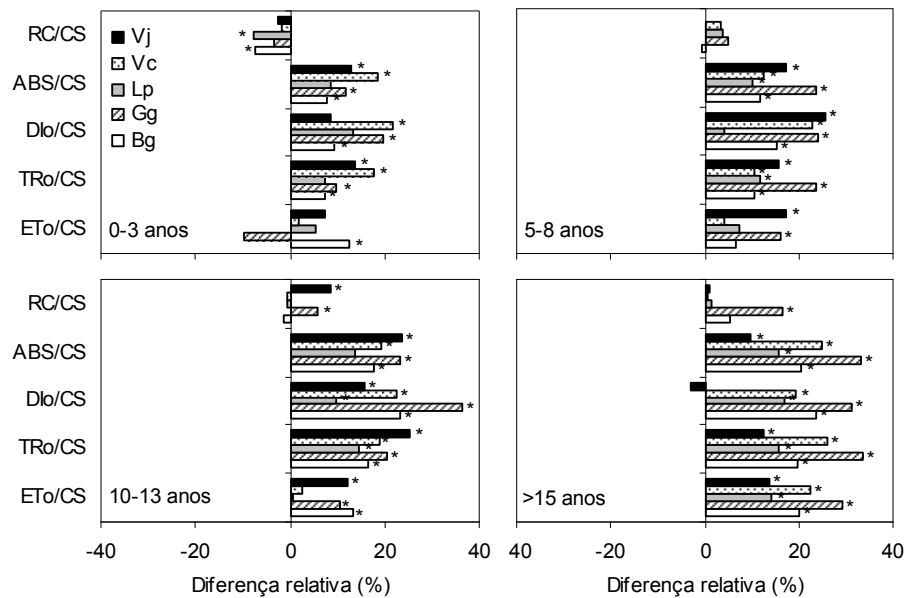 RC/CS
ABS/CS
DIo/CS
TRo/CS
ETo/CS
Vj
Vc
Lp
Gg
Bg
0-3 anos
5-8 anos
RC/CS
ABS/CS
DIo/CS
TRo/CS
ETo/CS
10-13 anos
>15 anos
-40 -20 0 20 40
-40 -20 0 20 40
Diferença relativa (%)
Diferença relativa (%)